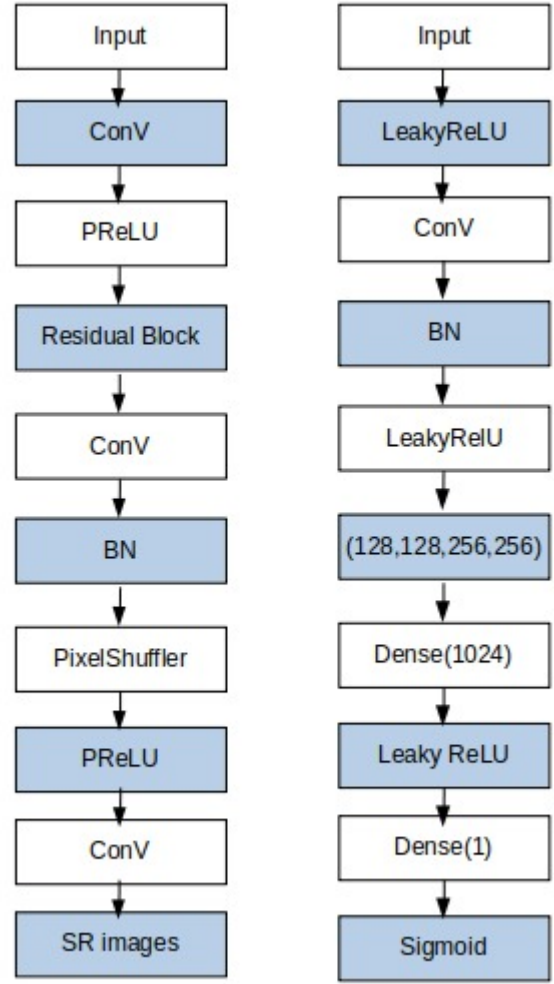 Input
ConV
PReLU
Residual Block
ConV
BN
PixelShuffler
PReLU
ConV
SR images
Input
LeakyReLU
ConV
BN
LeakyRelU
(128,128,256,256)
Dense(1024)
Leaky ReLU
Dense(1)
Sigmoid